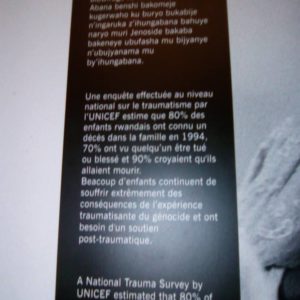 Abana benshi bakomeje
kugerwaho ku buryo bukabije
n'ingaruka z'ihungabana bahuye
naryo muri Jenoside bakaba
bakeneye ubufasha mu bijyanye
n'ubujyanama mu
by'ihungabana.
Une enquête effectuée au niveau
national sur le traumatisme par
l'UNICEF estime que 80% des
enfants rwandais ont connu un
décès dans la famille en 1994,
70% ont vu quelqu'un être tué
ou blessé et 90% croyaient qu'ils
allaient mourir.
Beacoup d'enfants continuent de
souffrir extrêmement des
conséquences de l'expérience
traumatisante du génocide et ont
besoin d'un soutien
post-traumatique.
A National Trauma Survey by
UNICEF estimated that 80% of